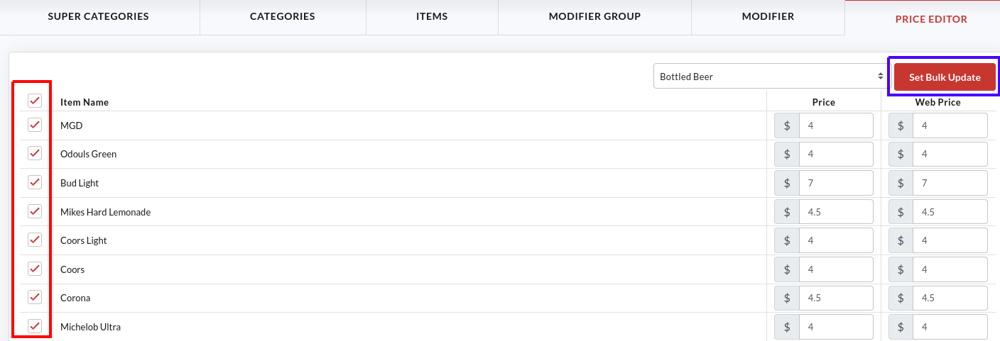 SUPER CATEGORIES CATEGORIES ITEMS MODIFIER GROUP MODIFIER PRICE EDITOR
Bottled Beer Set Bulk Update
Item Name Price Web Price
MGD $ 4 $ 4
Odouls Green $ 4 $ 4
Bud Light $ 7 $ 7
Mikes Hard Lemonade $ 4.5 $ 4.5
Coors Light $ 4 $ 4
Coors $ 4 $ 4
Corona $ 4.5 $ 4.5
Michelob Ultra $ 4 $ 4